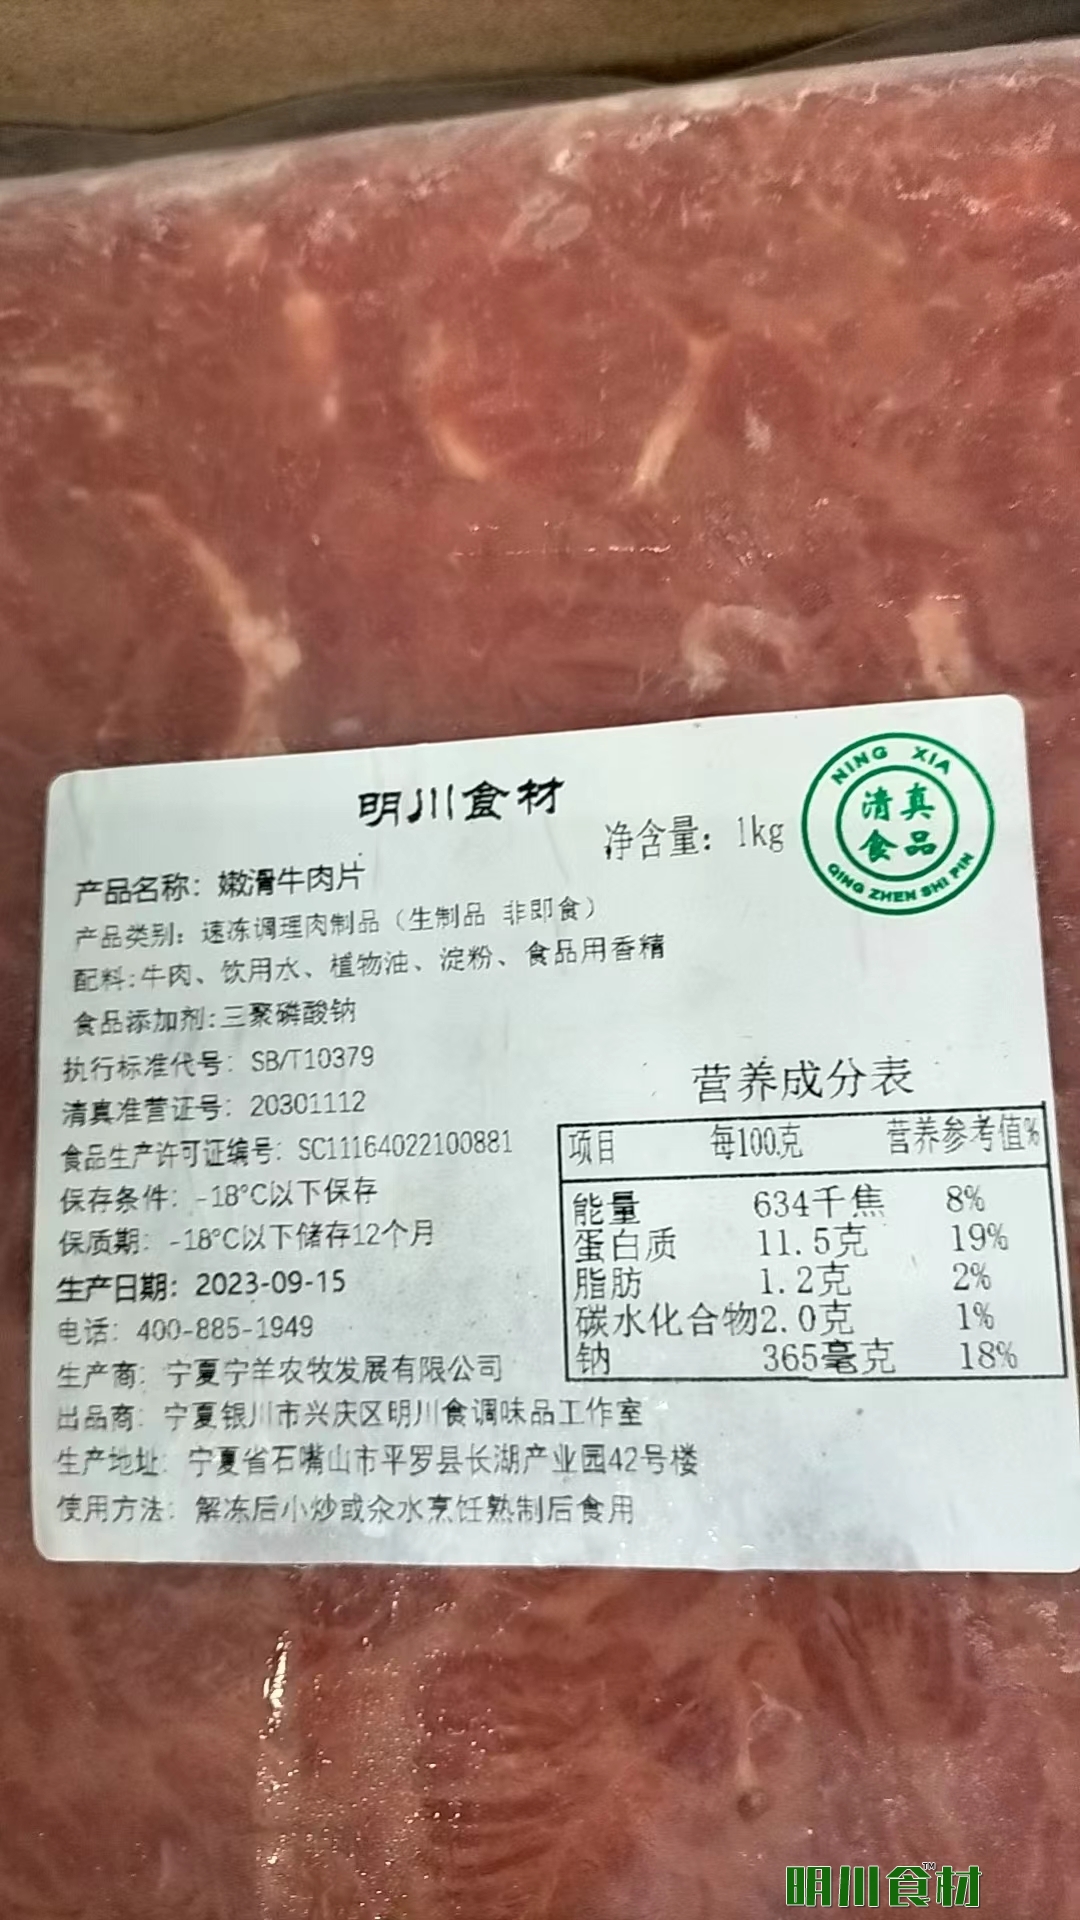 明川食材
净含量：1kg
NING XIA
清真
食品
QING ZHEN SHI PIN
产品名称：嫩滑牛肉片
产品类别：速冻调理肉制品（生制品 非即食）
配料:牛肉、饮用水、植物油、淀粉、食品用香精
食品添加剂:三聚磷酸钠
执行标准代号：SB/T10379
清真准营证号：20301112
食品生产许可证编号：SC11164022100881
保存条件：-18°C以下保存
保质期：-18°C以下储存12个月
生产日期：2023-09-15
电话：400-885-1949
生产商：宁夏宁羊农牧发展有限公司
出品商：宁夏银川市兴庆区明川食调味品工作室
生产地址：宁夏省石嘴山市平罗县长湖产业园42号楼
使用方法：解冻后小炒或汆水烹饪熟制后食用
营养成分表
项目 每100克 营养参考值%
能量 634千焦 8%
蛋白质 11.5克 19%
脂肪 1.2克 2%
碳水化合物2.0克 1%
钠 365毫克 18%
明川食材™